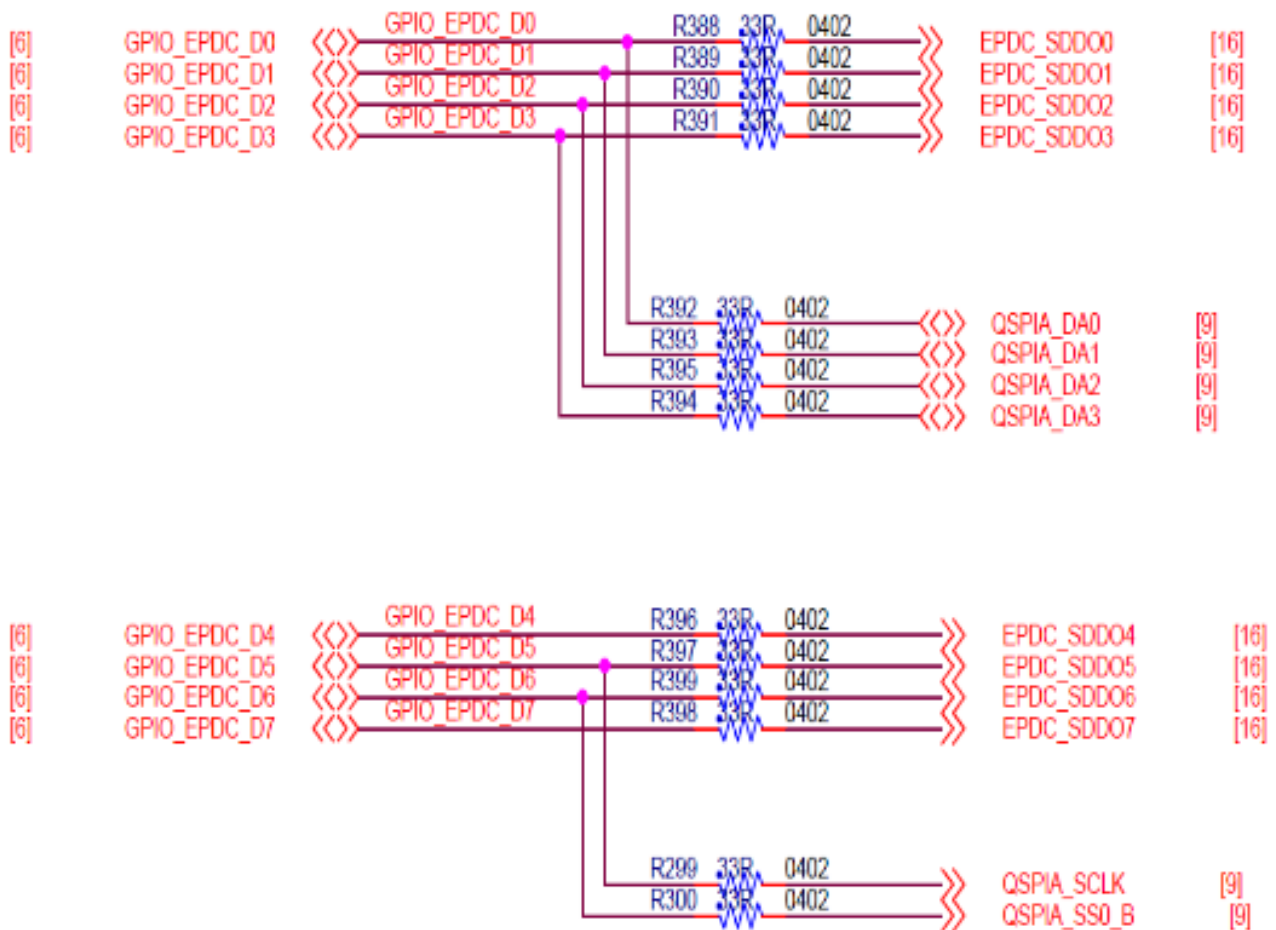 [6] GPIO_EPDC_D0 GPIO_EPDC_D0 R388 33R 0402 EPDC_SDDO0 [16]
[6] GPIO_EPDC_D1 GPIO_EPDC_D1 R389 33R 0402 EPDC_SDDO1 [16]
[6] GPIO_EPDC_D2 GPIO_EPDC_D2 R390 33R 0402 EPDC_SDDO2 [16]
[6] GPIO_EPDC_D3 GPIO_EPDC_D3 R391 33R 0402 EPDC_SDDO3 [16]
R392 33R 0402 QSPIA_DA0 [9]
R393 33R 0402 QSPIA_DA1 [9]
R395 33R 0402 QSPIA_DA2 [9]
R394 33R 0402 QSPIA_DA3 [9]
[6] GPIO_EPDC_D4 GPIO_EPDC_D4 R396 33R 0402 EPDC_SDDO4 [16]
[6] GPIO_EPDC_D5 GPIO_EPDC_D5 R397 33R 0402 EPDC_SDDO5 [16]
[6] GPIO_EPDC_D6 GPIO_EPDC_D6 R399 33R 0402 EPDC_SDDO6 [16]
[6] GPIO_EPDC_D7 GPIO_EPDC_D7 R398 33R 0402 EPDC_SDDO7 [16]
R299 33R 0402 QSPIA_SCLK [9]
R300 33R 0402 QSPIA_SS0_B [9]